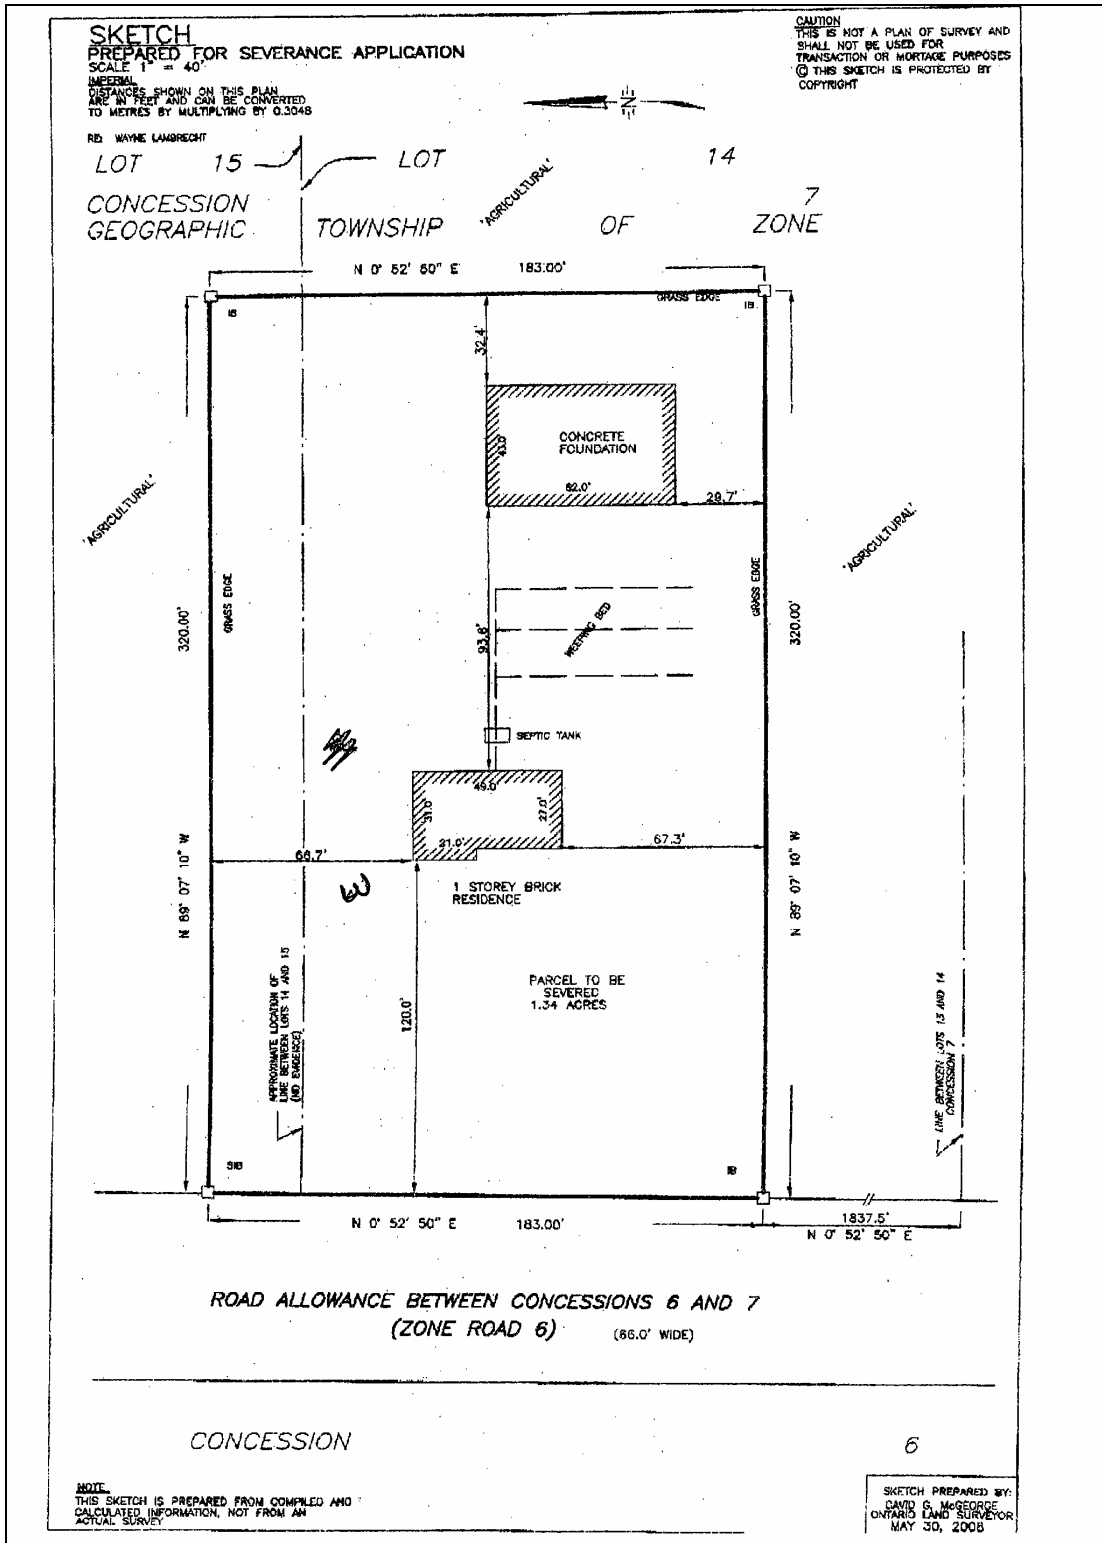 SKETCH
PREPARED FOR SEVERANCE APPLICATION
SCALE 1" = 40'
IMPERIAL
DISTANCES SHOWN ON THIS PLAN
ARE IN FEET AND CAN BE CONVERTED
TO METRES BY MULTIPLYING BY 0.3048
RE: WAYNE LAMBRECHT
CAUTION
THIS IS NOT A PLAN OF SURVEY AND
SHALL NOT BE USED FOR
TRANSACTION OR MORTAGE PURPOSES
© THIS SKETCH IS PROTECTED BY
COPYRIGHT
N
LOT 15 LOT 14
'AGRICULTURAL'
CONCESSION 7
GEOGRAPHIC TOWNSHIP OF ZONE
N 0° 52' 50" E 183.00'
GRASS EDGE
IB
IB
32.4'
CONCRETE
FOUNDATION
43.0'
62.0'
29.7'
'AGRICULTURAL'
'AGRICULTURAL'
GRASS EDGE
GRASS EDGE
320.00'
320.00'
93.6'
WEEPING BED
SEPTIC TANK
49.0'
31.0'
27.0'
21.0'
66.7'
67.3'
N 89° 07' 10" W
N 89° 07' 10" W
1 STOREY BRICK
RESIDENCE
PARCEL TO BE
SEVERED
1.34 ACRES
120.0'
APPROXIMATE LOCATION OF
LINE BETWEEN LOTS 14 AND 15
(NO EVIDENCE)
LINE BETWEEN LOTS 13 AND 14
CONCESSION 7
SIB
IB
N 0° 52' 50" E 183.00'
1837.5'
N 0° 52' 50" E
ROAD ALLOWANCE BETWEEN CONCESSIONS 6 AND 7
(ZONE ROAD 6) (66.0' WIDE)
CONCESSION 6
NOTE
THIS SKETCH IS PREPARED FROM COMPILED AND
CALCULATED INFORMATION, NOT FROM AN
ACTUAL SURVEY
SKETCH PREPARED BY:
DAVID G. McGEORGE
ONTARIO LAND SURVEYOR
MAY 30, 2008